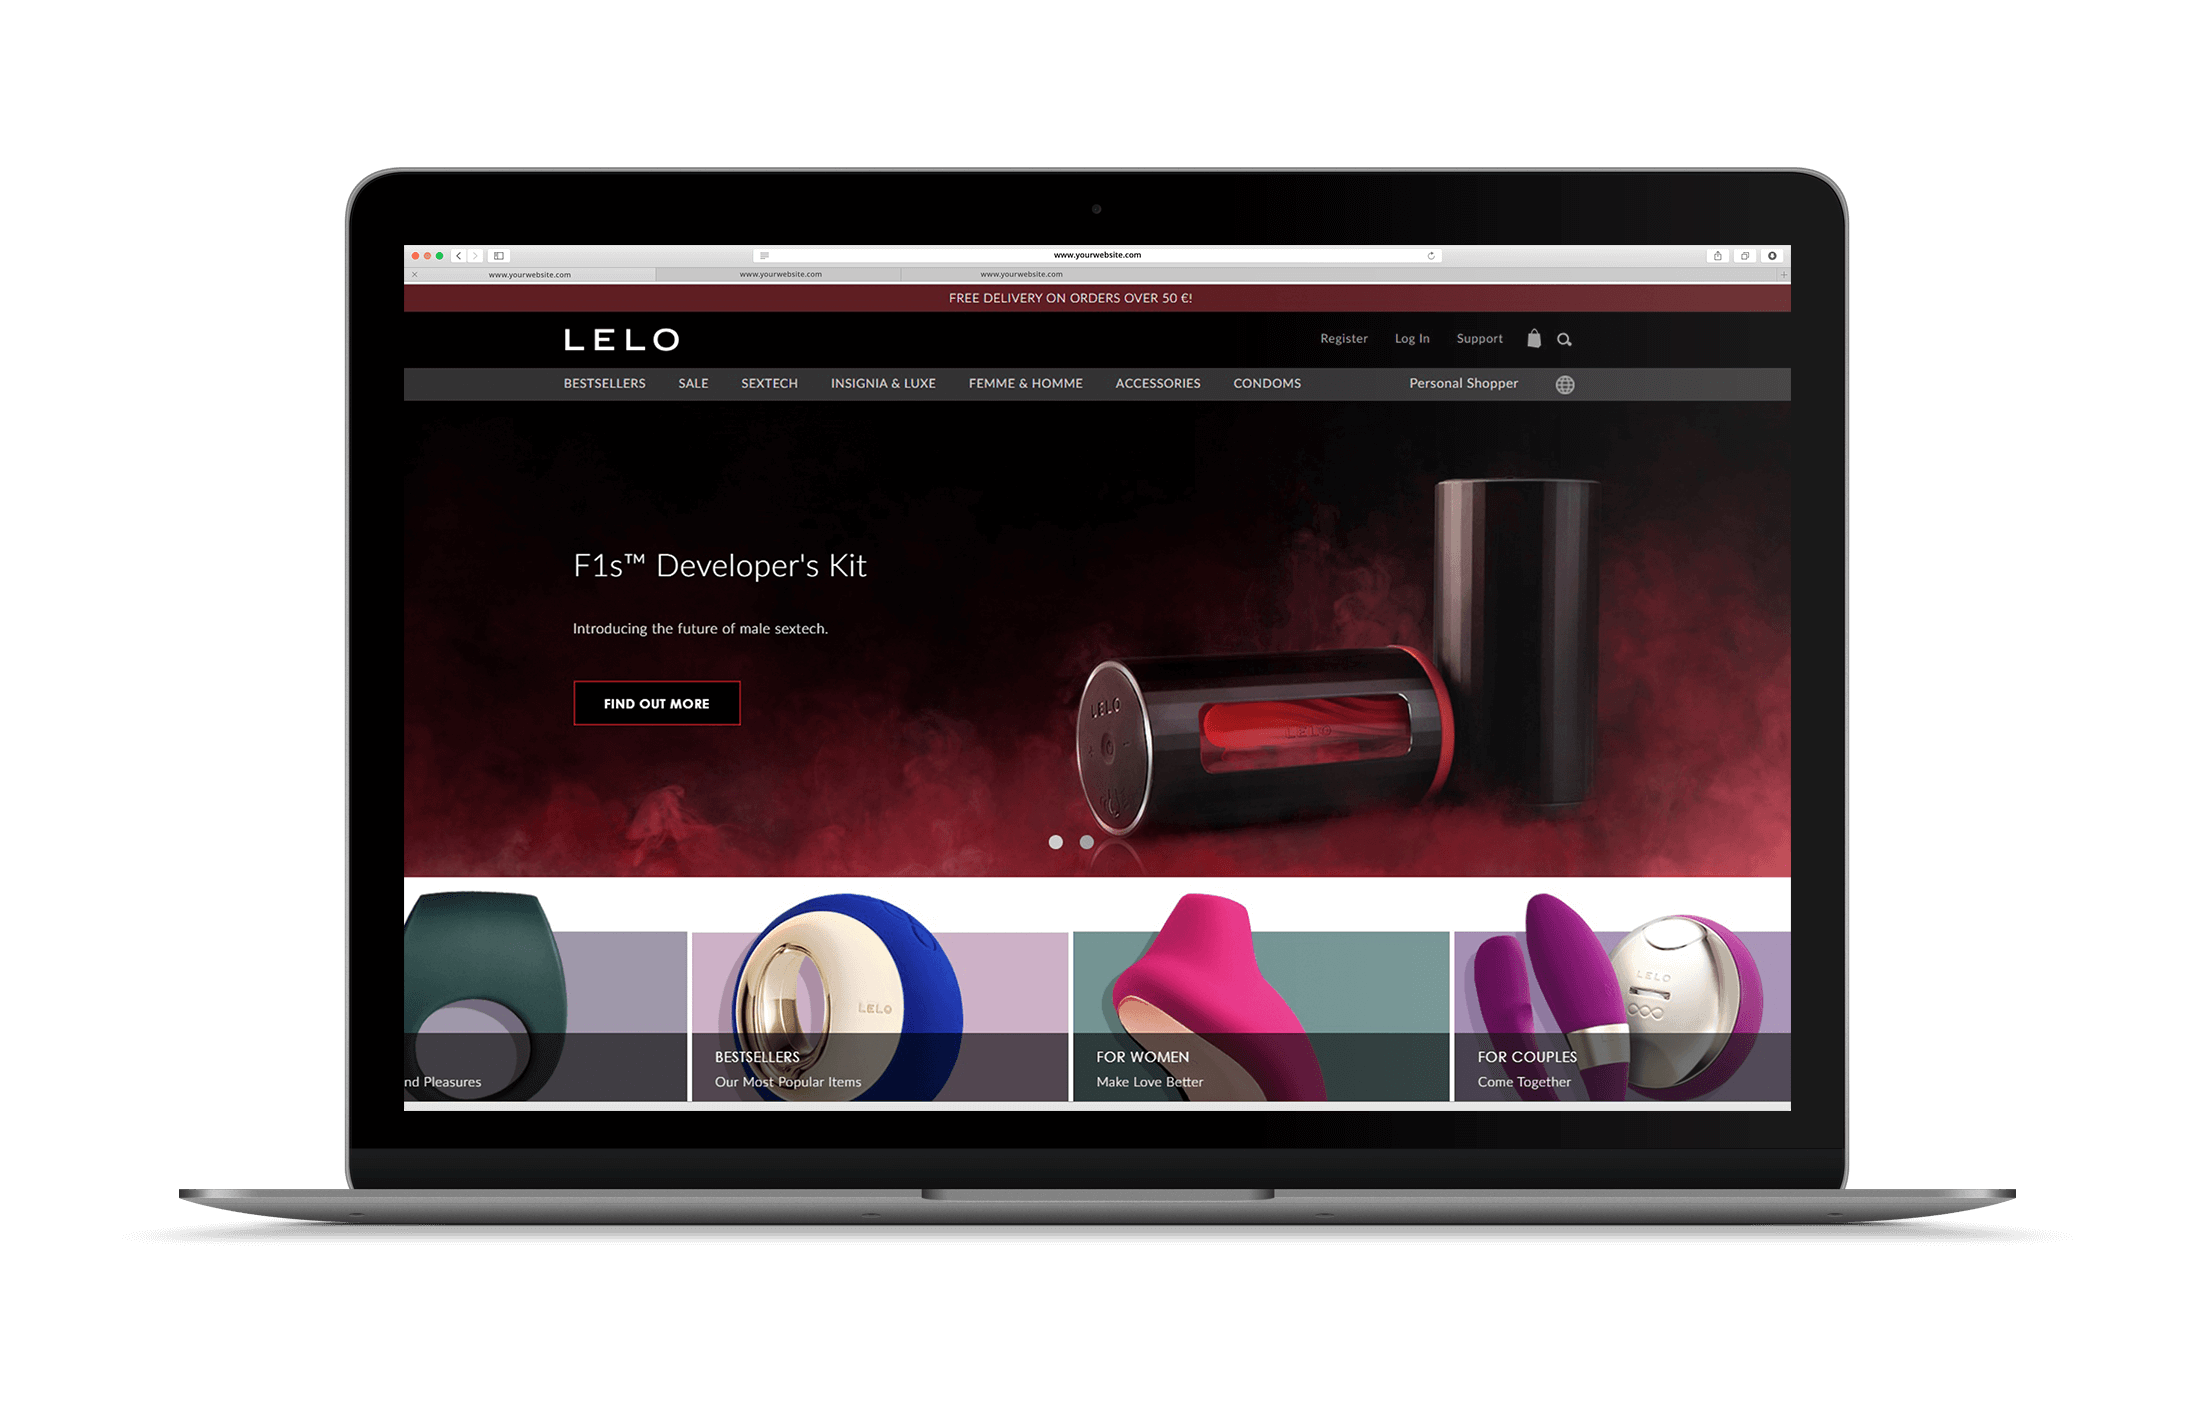 www.yourwebsite.com
www.yourwebsite.com
www.yourwebsite.com
www.yourwebsite.com
FREE DELIVERY ON ORDERS OVER 50 €!
LELO
Register Log In Support
BESTSELLERS SALE SEXTECH INSIGNIA & LUXE FEMME & HOMME ACCESSORIES CONDOMS Personal Shopper
F1s™ Developer's Kit
Introducing the future of male sextech.
FIND OUT MORE
LELO
LELO
LELO
LELO
BESTSELLERS
FOR WOMEN
FOR COUPLES
nd Pleasures
Our Most Popular Items
Make Love Better
Come Together